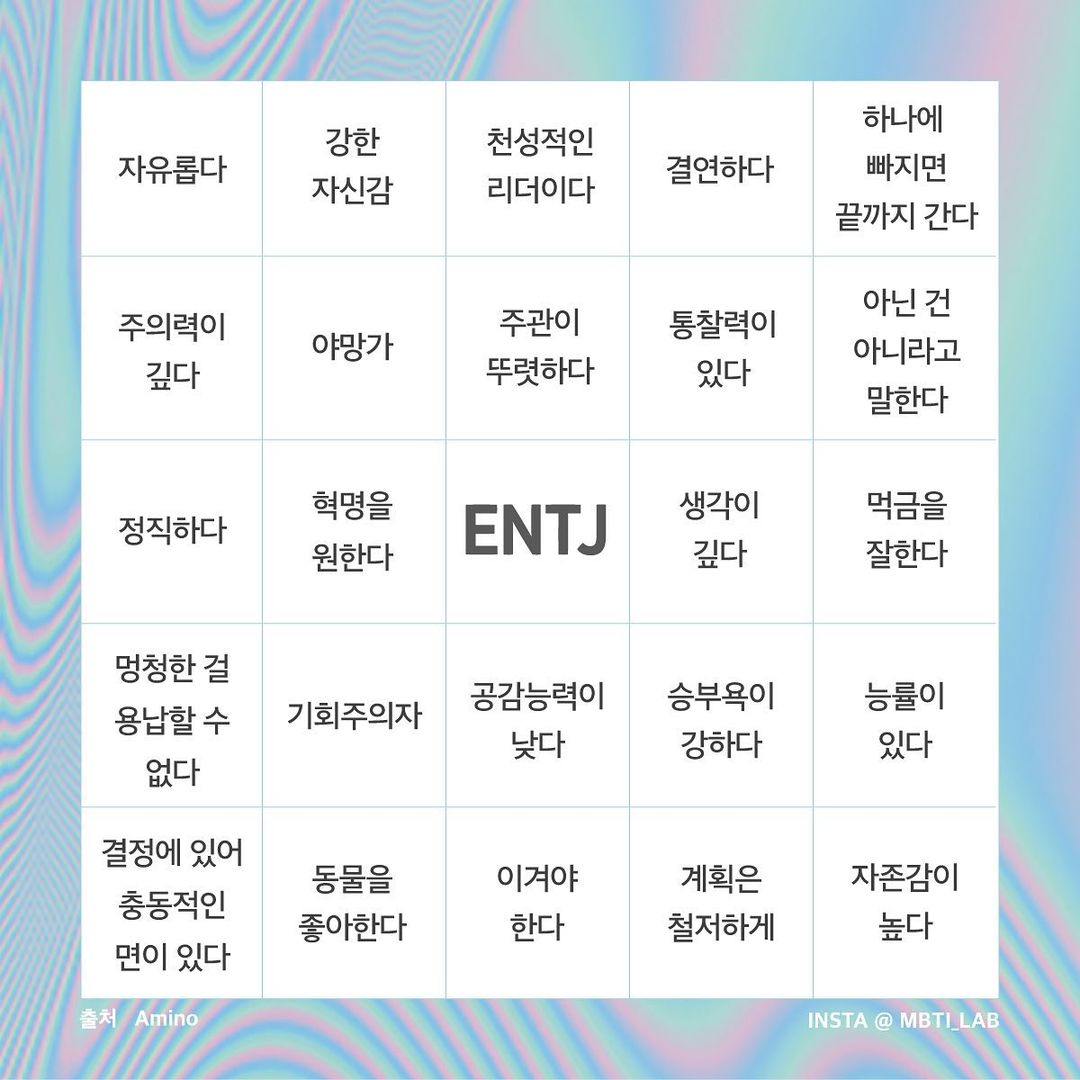 자유롭다
강한
자신감
천성적인
리더이다
결연하다
하나에
빠지면
끝까지 간다
주의력이
깊다
야망가
주관이
뚜렷하다
통찰력이
있다
아닌 건
아니라고
말한다
정직하다
혁명을
원한다
ENTJ
생각이
깊다
먹금을
잘한다
멍청한 걸
용납할 수
없다
기회주의자
공감능력이
낮다
승부욕이
강하다
능률이
있다
결정에 있어
충동적인
면이 있다
동물을
좋아한다
이겨야
한다
계획은
철저하게
자존감이
높다
출처 Amino
INSTA @ MBTI_LAB